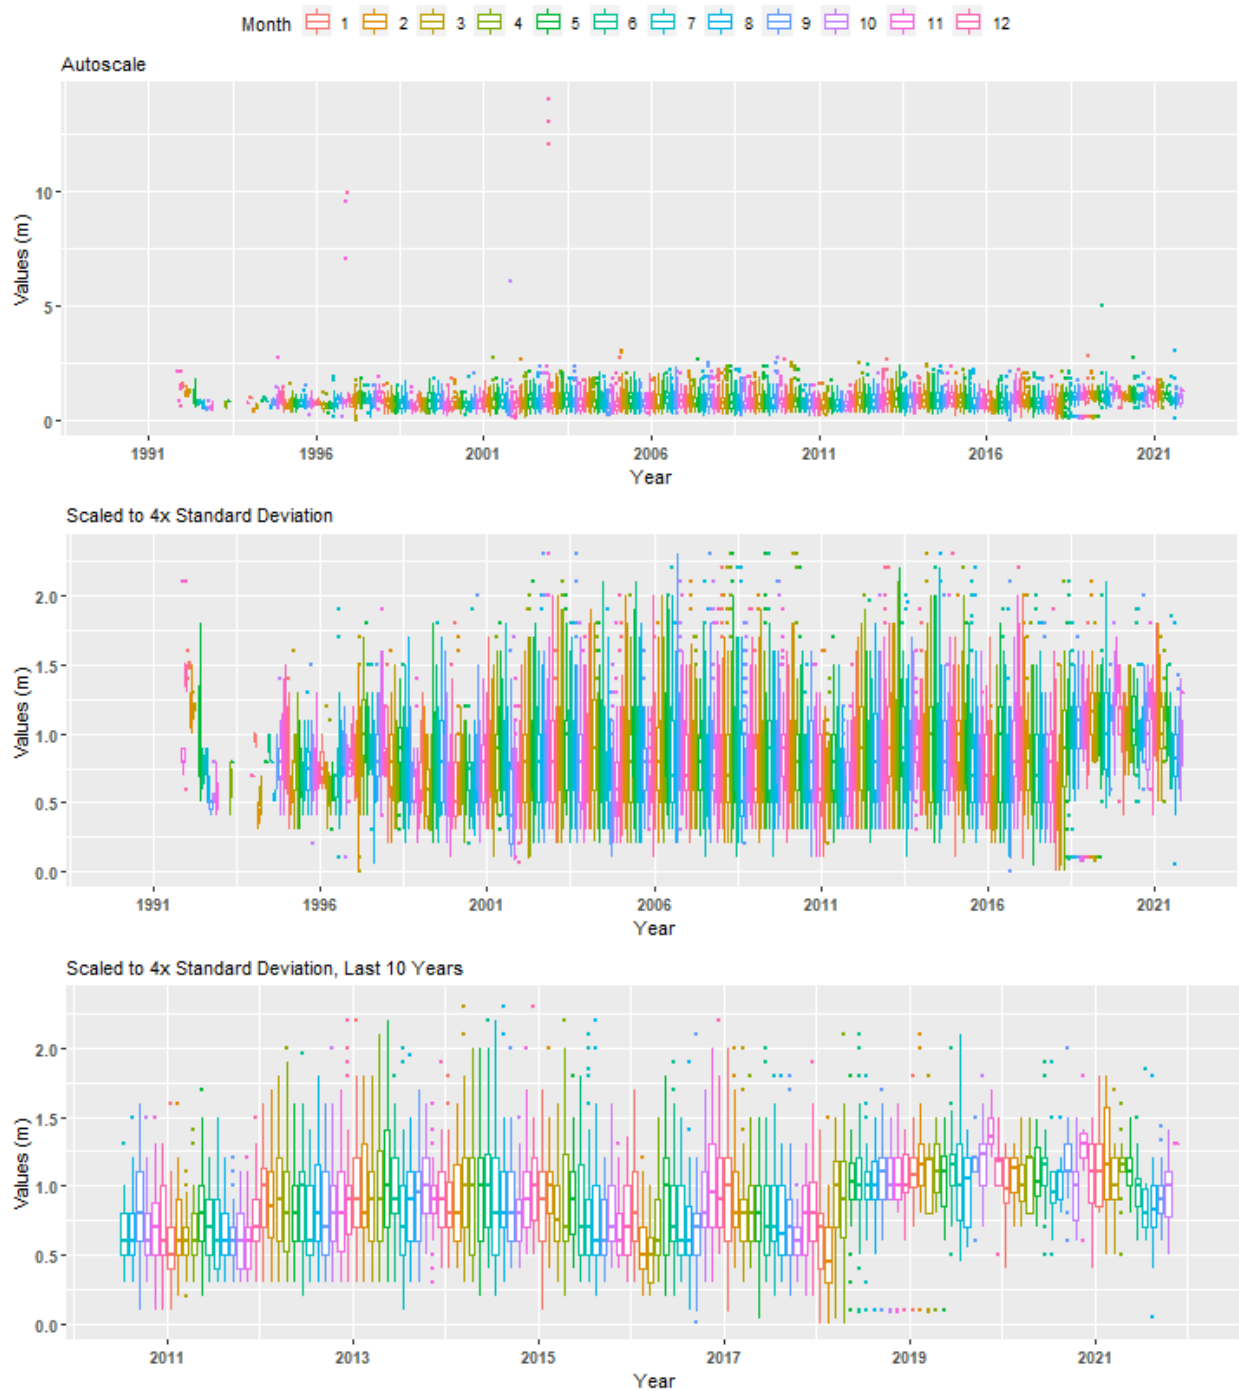 Month 1 2 3 4 5 6 7 8 9 10 11 12
Autoscale
10
5
0
Values (m)
1991 1996 2001 2006 2011 2016 2021
Year
Scaled to 4x Standard Deviation
2.0
1.5
1.0
0.5
0.0
Values (m)
1991 1996 2001 2006 2011 2016 2021
Year
Scaled to 4x Standard Deviation, Last 10 Years
2.0
1.5
1.0
0.5
0.0
Values (m)
2011 2013 2015 2017 2019 2021
Year